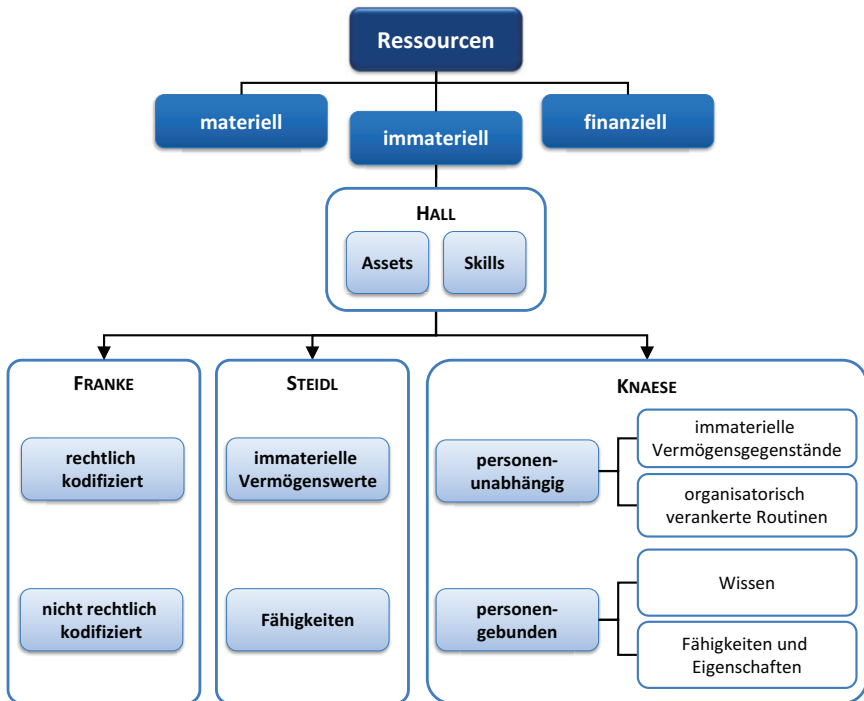 Ressourcen
materiell
immateriell
finanziell
HALL
Assets
Skills
FRANKE
rechtlich
kodifiziert
nicht rechtlich
kodifiziert
STEIDL
immaterielle
Vermögenswerte
Fähigkeiten
KNAESE
personen-
unabhängig
immaterielle
Vermögensgegenstände
organisatorisch
verankerte Routinen
personen-
gebunden
Wissen
Fähigkeiten und
Eigenschaften